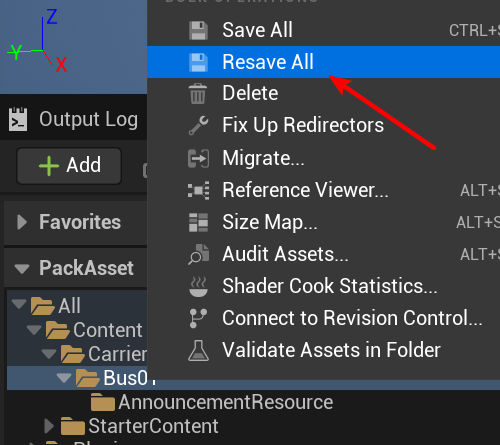 Z
Y
X
Save All
Resave All
Delete
Fix Up Redirectors
Migrate...
Reference Viewer...
ALT+S
Size Map...
ALT+S
Audit Assets...
ALT+S
Shader Cook Statistics...
Connect to Revision Control...
Validate Assets in Folder
Output Log
Add
Favorites
PackAsset
All
Content
Carrier
Bus01
AnnouncementResource
StarterContent